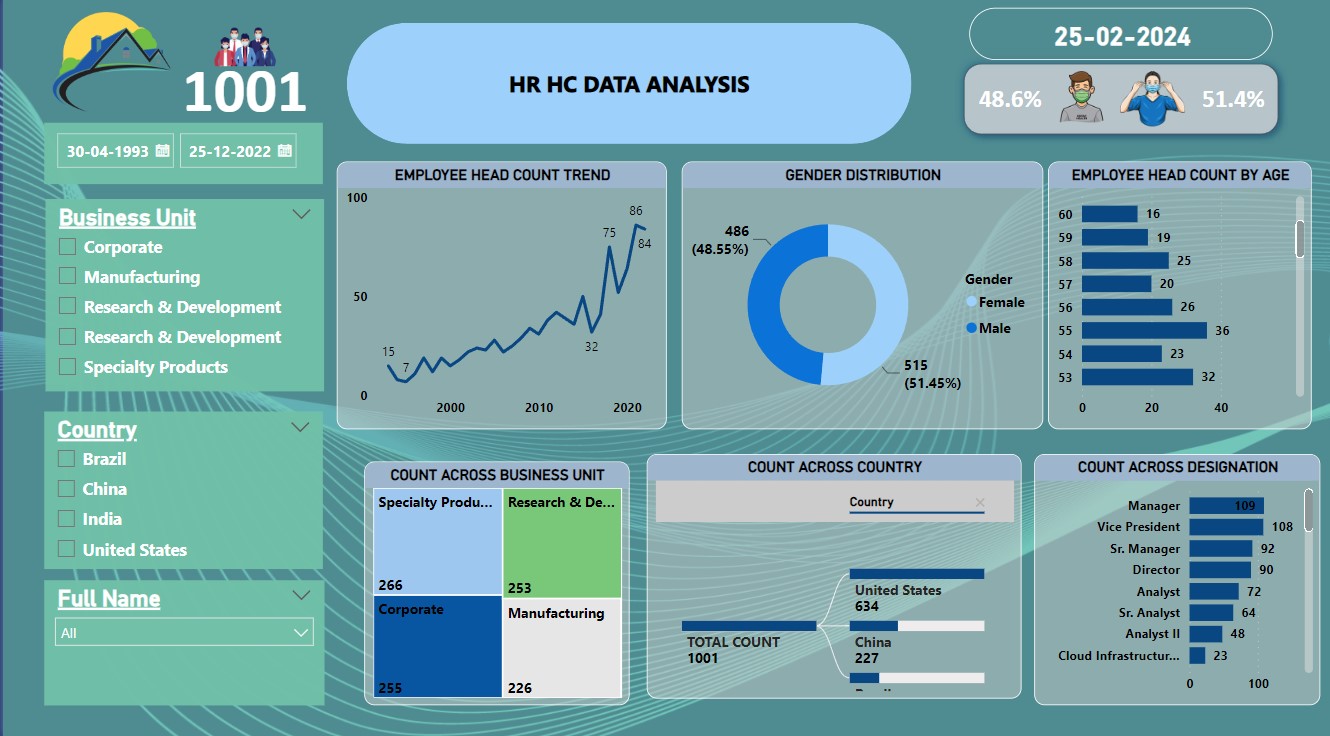 1001
HR HC DATA ANALYSIS
25-02-2024
48.6%
51.4%
30-04-1993
25-12-2022
Business Unit
Corporate
Manufacturing
Research & Development
Research & Development
Specialty Products
Country
Brazil
China
India
United States
Full Name
All
EMPLOYEE HEAD COUNT TREND
100
50
0
15
7
32
75
86
84
2000
2010
2020
GENDER DISTRIBUTION
486
(48.55%)
515
(51.45%)
Gender
Female
Male
EMPLOYEE HEAD COUNT BY AGE
60 16
59 19
58 25
57 20
56 26
55 36
54 23
53 32
0 20 40
COUNT ACROSS BUSINESS UNIT
Specialty Produ...
266
Research & De...
253
Corporate
255
Manufacturing
226
COUNT ACROSS COUNTRY
Country
TOTAL COUNT
1001
United States
634
China
227
COUNT ACROSS DESIGNATION
Manager 109
Vice President 108
Sr. Manager 92
Director 90
Analyst 72
Sr. Analyst 64
Analyst II 48
Cloud Infrastructur... 23
0 100